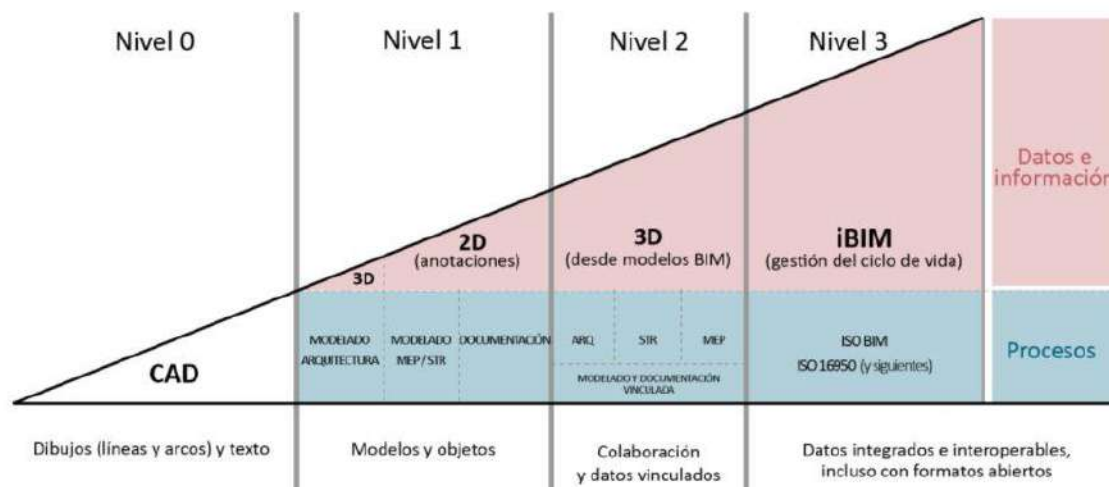 Nivel 0
Nivel 1
Nivel 2
Nivel 3
Datos e
información
2D
(anotaciones)
3D
3D
(desde modelos BIM)
iBIM
(gestión del ciclo de vida)
CAD
MODELADO
ARQUITECTURA
MODELADO
MEP / STR
DOCUMENTACIÓN
ARQ
STR
MEP
MODELADO Y DOCUMENTACIÓN
VINCULADA
ISO BIM
ISO 16950 (y siguientes)
Procesos
Dibujos (líneas y arcos) y texto
Modelos y objetos
Colaboración
y datos vinculados
Datos integrados e interoperables,
incluso con formatos abiertos